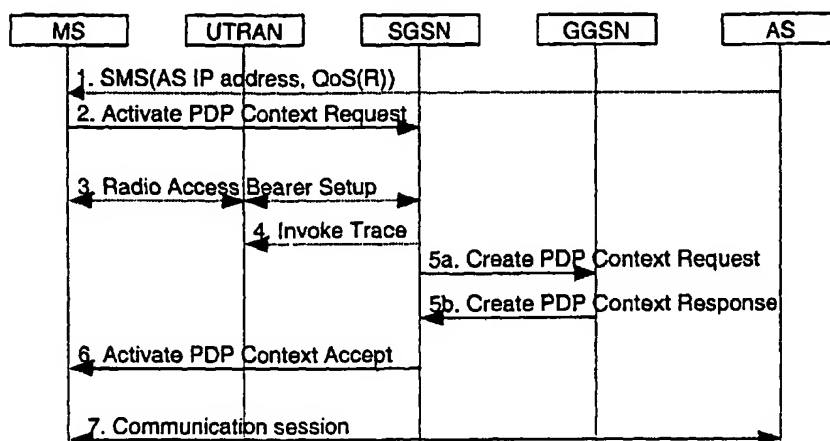 MS UTRAN SGSN GGSN AS
1. SMS(AS IP address, QoS(R))
2. Activate PDP Context Request
3. Radio Access Bearer Setup
4. Invoke Trace
5a. Create PDP Context Request
5b. Create PDP Context Response
6. Activate PDP Context Accept
7. Communication session